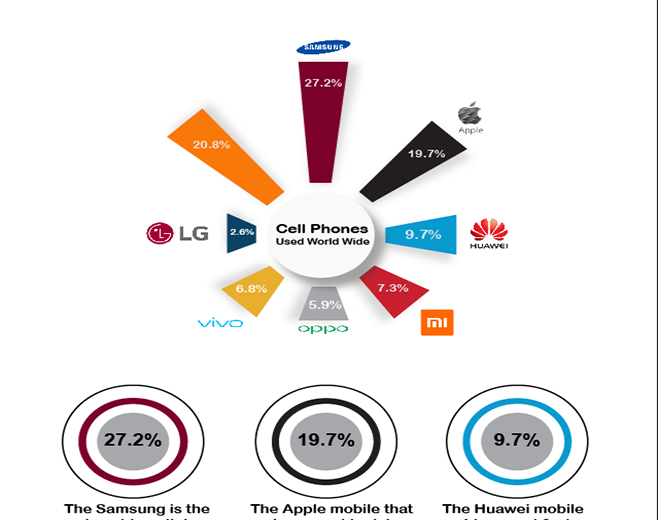 SAMSUNG
27.2%
20.8%
Apple
19.7%
LG
2.6%
Cell Phones
Used World Wide
9.7%
HUAWEI
6.8%
5.9%
7.3%
vivo
oppo
mi
27.2%
19.7%
9.7%
The Samsung is the
The Apple mobile that
The Huawei mobile